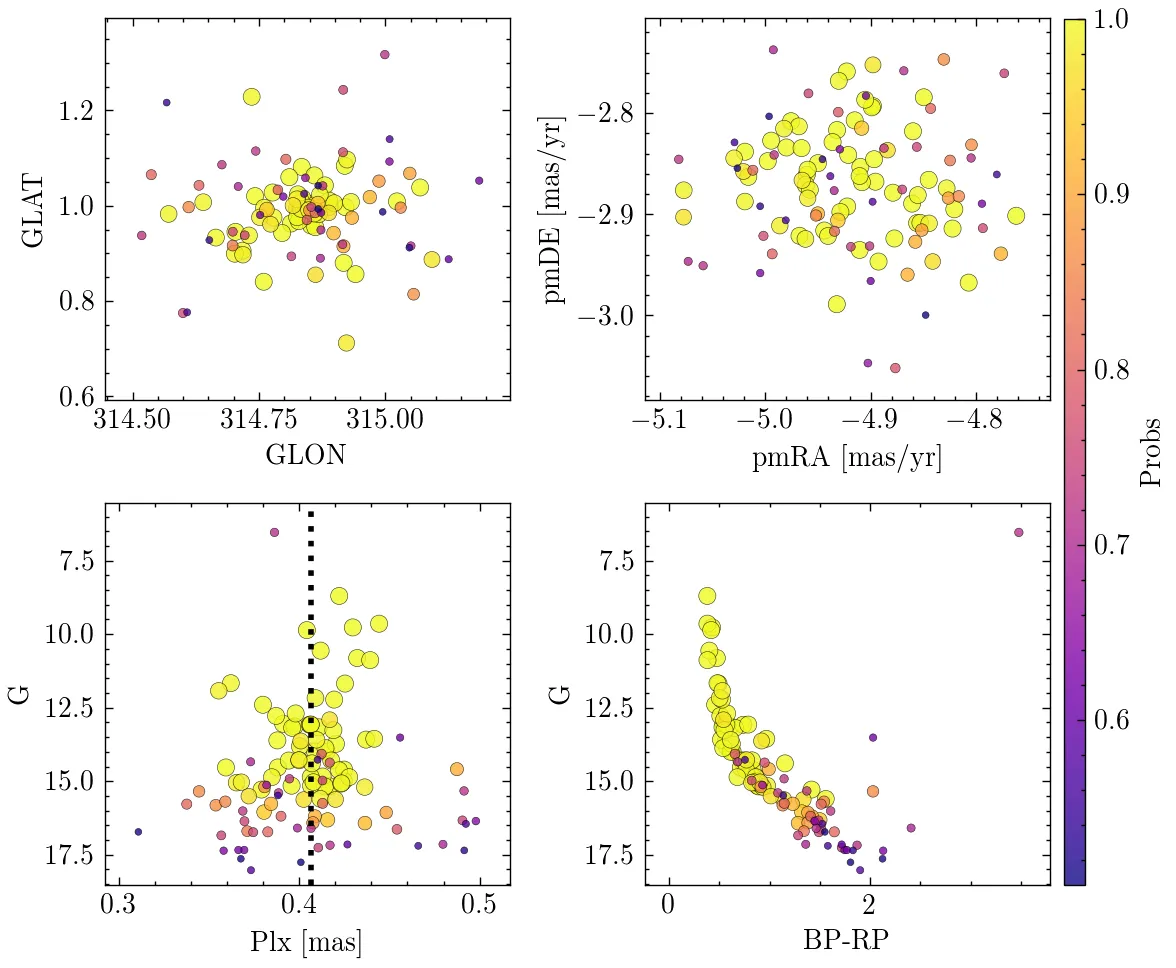 1.2
1.0
0.8
0.6
GLAT
314.50 314.75 315.00
GLON
−2.8
−2.9
−3.0
pmDE [mas/yr]
−5.1 −5.0 −4.9 −4.8
pmRA [mas/yr]
1.0
0.9
0.8
0.7
0.6
Probs
7.5
10.0
12.5
15.0
17.5
G
0.3 0.4 0.5
Plx [mas]
7.5
10.0
12.5
15.0
17.5
G
0 2
BP-RP